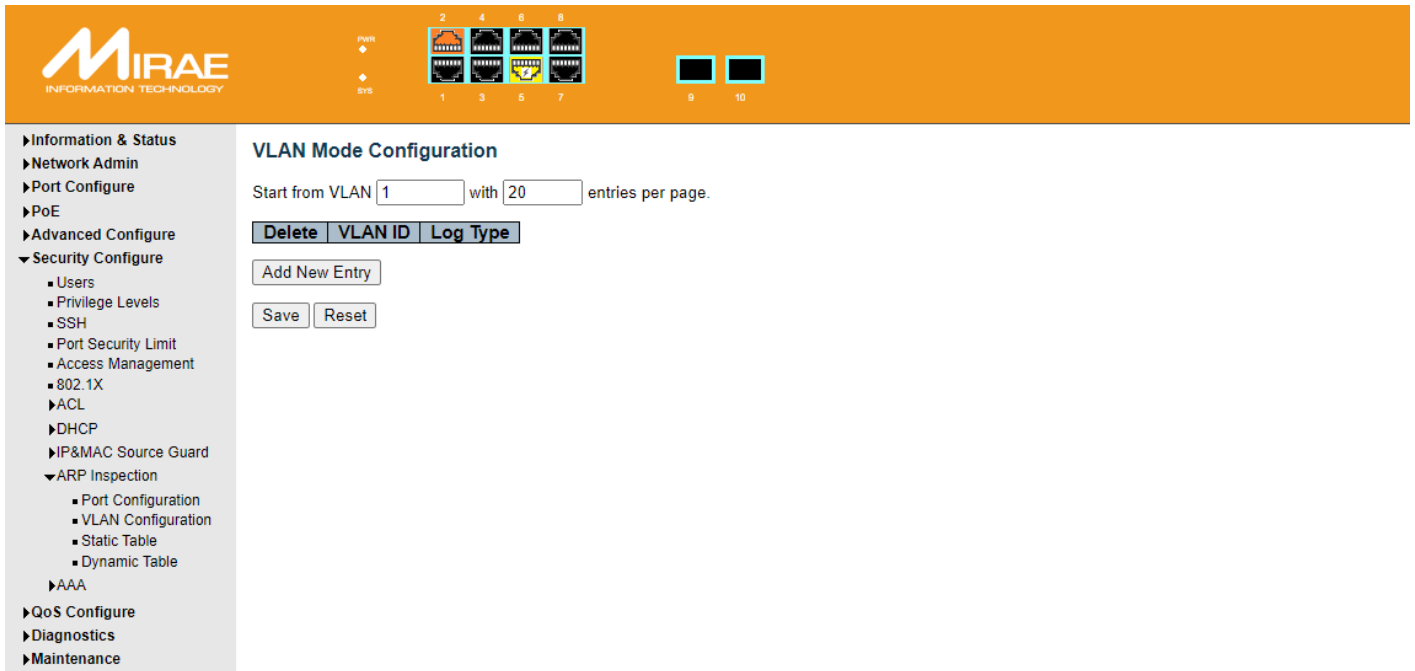 MIRAE
INFORMATION TECHNOLOGY
PWR
SYS
2 4 6 8
1 3 5 7
9 10
Information & Status
Network Admin
Port Configure
PoE
Advanced Configure
Security Configure
Users
Privilege Levels
SSH
Port Security Limit
Access Management
802.1X
ACL
DHCP
IP&MAC Source Guard
ARP Inspection
Port Configuration
VLAN Configuration
Static Table
Dynamic Table
AAA
QoS Configure
Diagnostics
Maintenance
VLAN Mode Configuration
Start from VLAN 1 with 20 entries per page.
Delete VLAN ID Log Type
Add New Entry
Save Reset